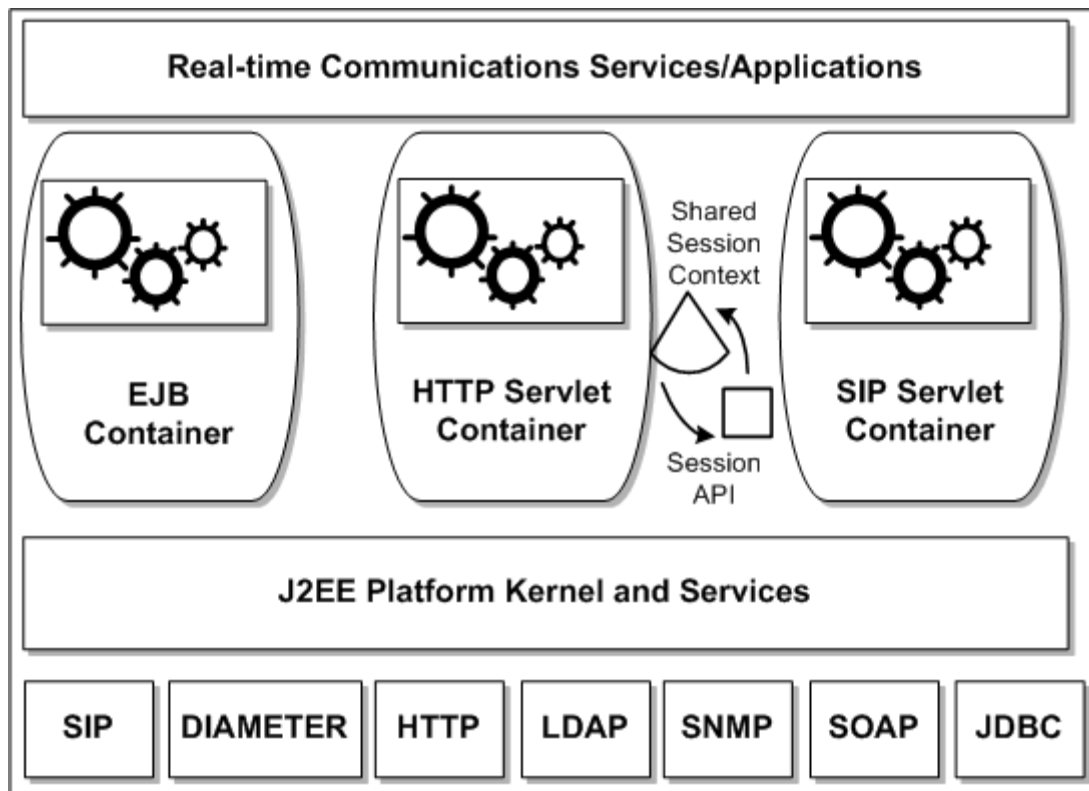 Real-time Communications Services/Applications
Shared
Session
Context
EJB
Container
HTTP Servlet
Container
SIP Servlet
Container
Session
API
J2EE Platform Kernel and Services
SIP
DIAMETER
HTTP
LDAP
SNMP
SOAP
JDBC